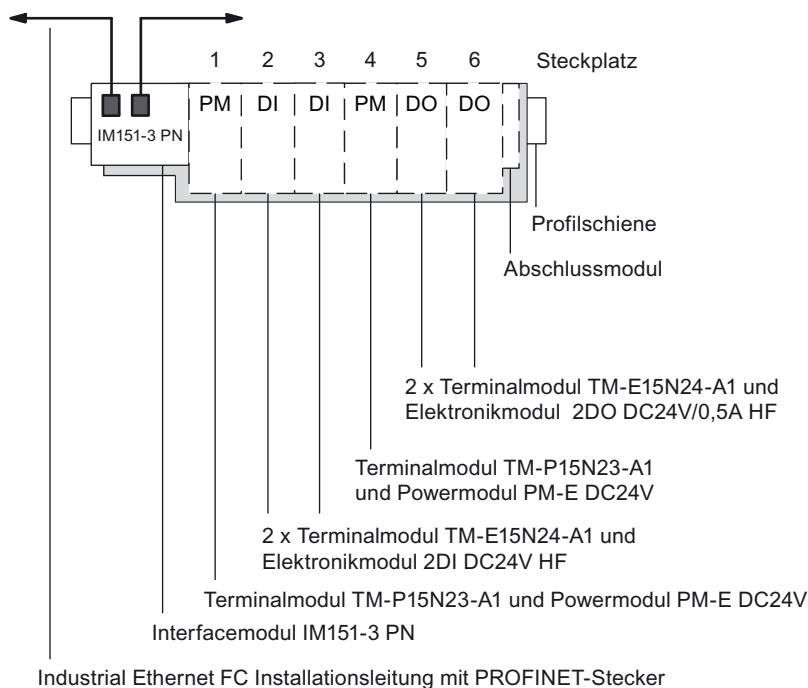 1 2 3 4 5 6 Steckplatz
PM DI DI PM DO DO
IM151-3 PN
Profilschiene
Abschlussmodul
2 x Terminalmodul TM-E15N24-A1 und
Elektronikmodul 2DO DC24V/0,5A HF
Terminalmodul TM-P15N23-A1
und Powermodul PM-E DC24V
2 x Terminalmodul TM-E15N24-A1 und
Elektronikmodul 2DI DC24V HF
Terminalmodul TM-P15N23-A1 und Powermodul PM-E DC24V
Interfacemodul IM151-3 PN
Industrial Ethernet FC Installationsleitung mit PROFINET-Stecker